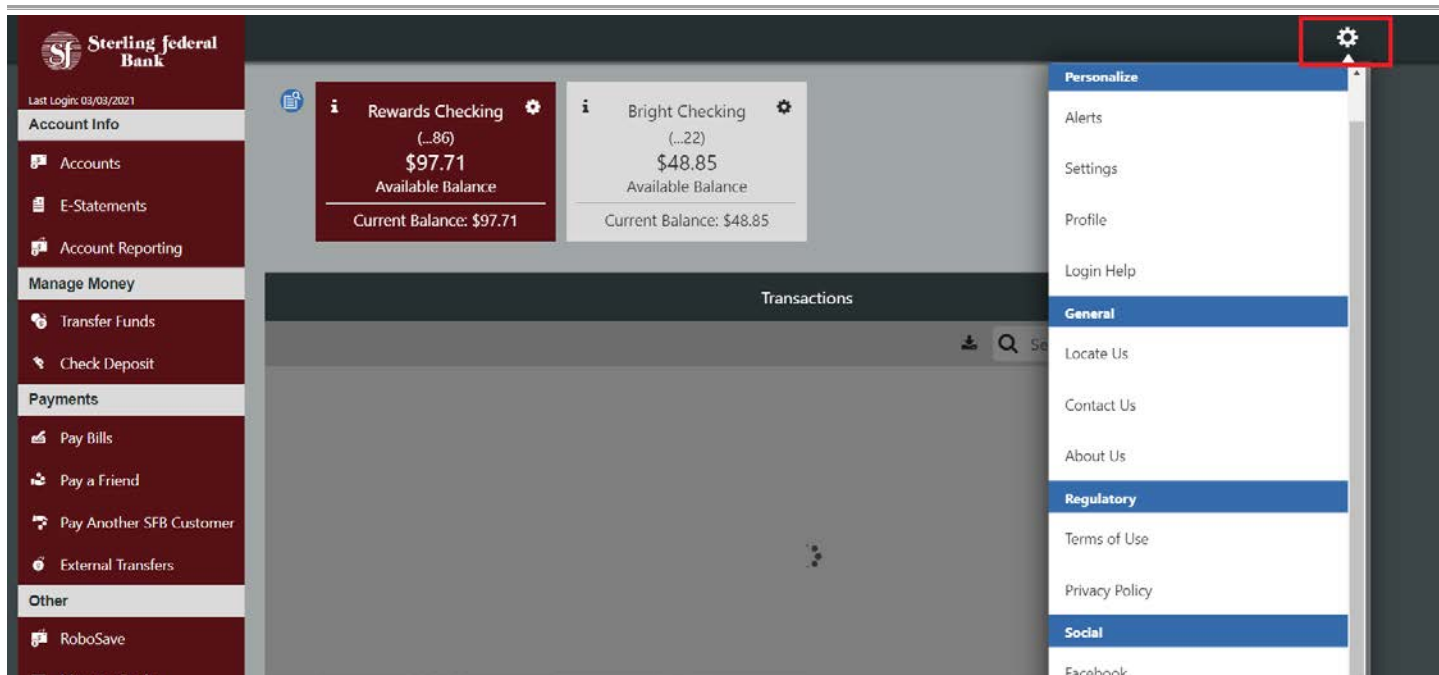 Sterling federal
Bank
Last Login: 03/03/2021
Account Info
Accounts
E-Statements
Account Reporting
Manage Money
Transfer Funds
Check Deposit
Payments
Pay Bills
Pay a Friend
Pay Another SFB Customer
External Transfers
Other
RoboSave
Rewards Checking
(...86)
$97.71
Available Balance
Current Balance: $97.71
Bright Checking
(...22)
$48.85
Available Balance
Current Balance: $48.85
Transactions
Personalize
Alerts
Settings
Profile
Login Help
General
Locate Us
Contact Us
About Us
Regulatory
Terms of Use
Privacy Policy
Social
Facebook